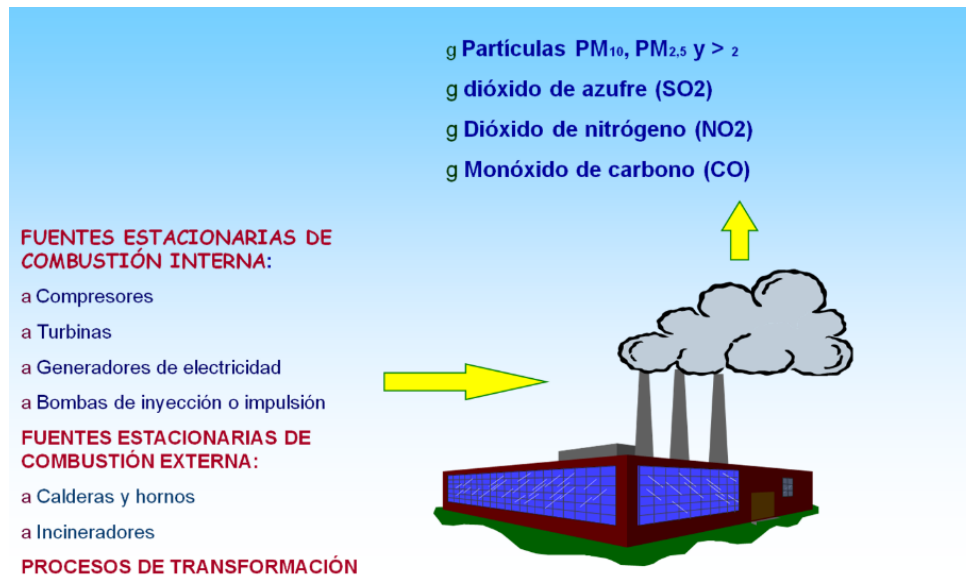 g Partículas PM10, PM2,5 y > 2
g dióxido de azufre (SO2)
g Dióxido de nitrógeno (NO2)
g Monóxido de carbono (CO)
FUENTES ESTACIONARIAS DE
COMBUSTIÓN INTERNA:
a Compresores
a Turbinas
a Generadores de electricidad
a Bombas de inyección o impulsión
FUENTES ESTACIONARIAS DE
COMBUSTIÓN EXTERNA:
a Calderas y hornos
a Incineradores
PROCESOS DE TRANSFORMACIÓN